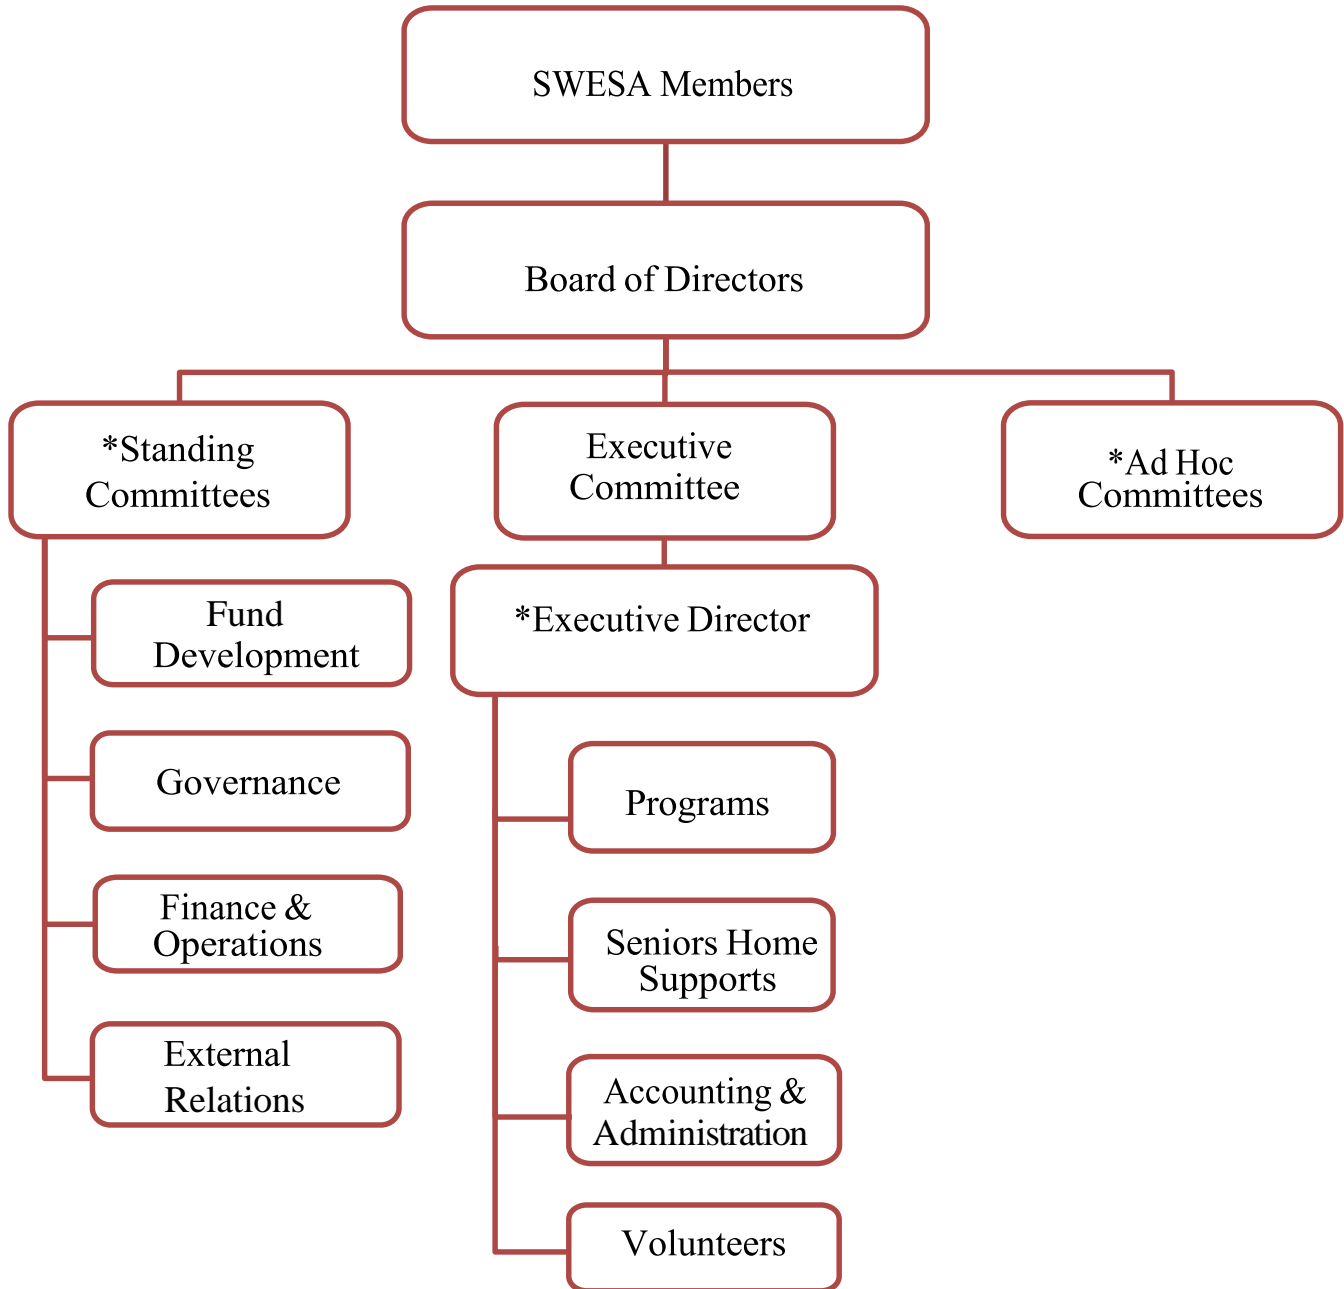 SWESA Members
Board of Directors
*Standing
Committees
Executive
Committee
*Ad Hoc
Committees
Fund
Development
Governance
Finance &
Operations
External
Relations
*Executive Director
Programs
Seniors Home
Supports
Accounting &
Administration
Volunteers